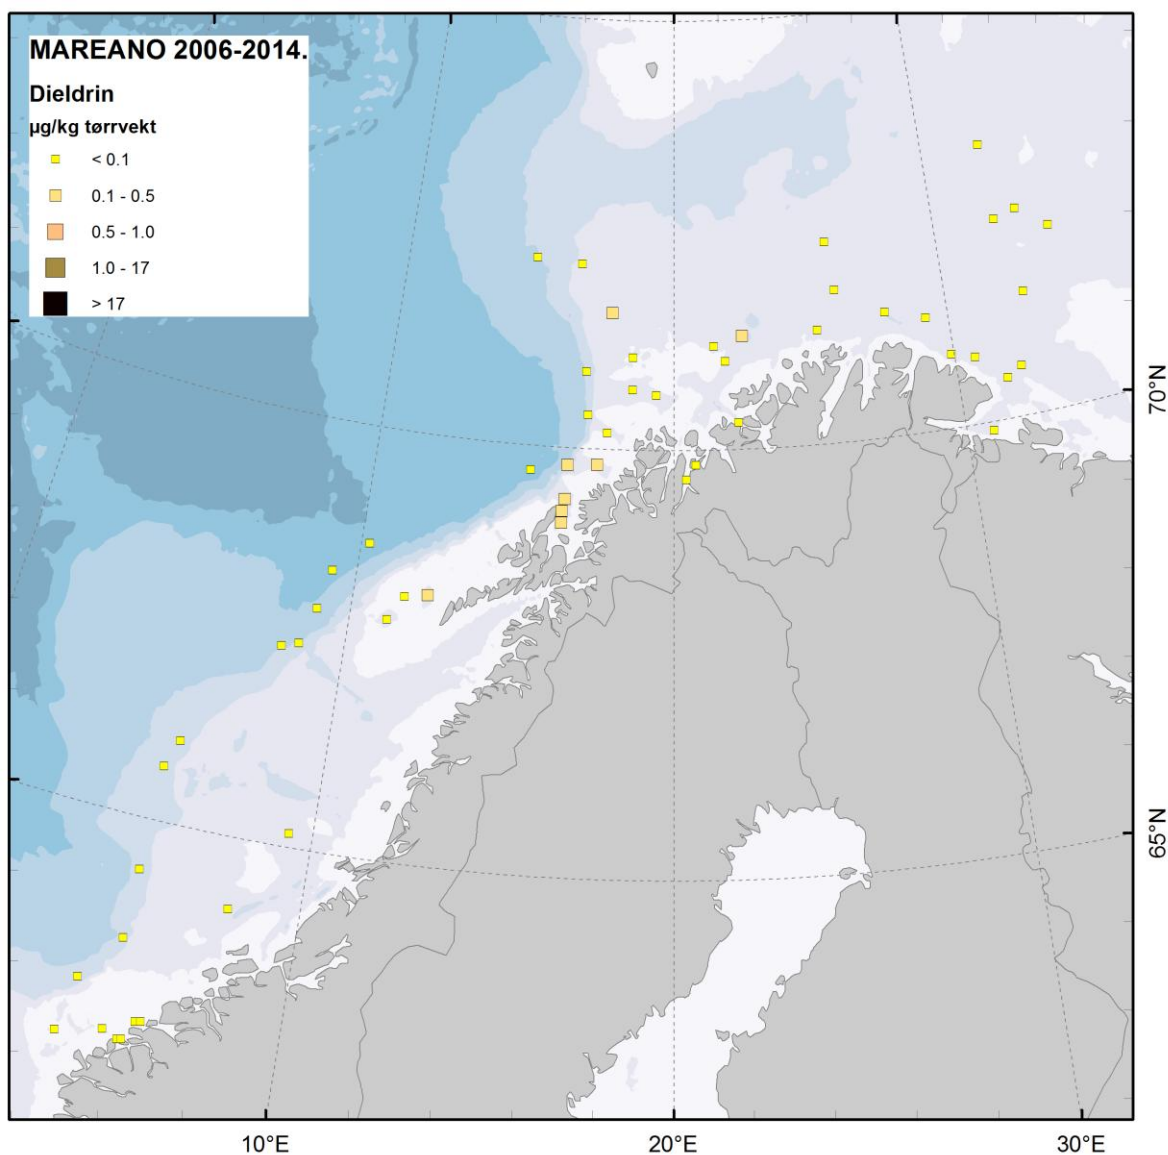 MAREANO 2006-2014.
Dieldrin
µg/kg tørrvekt
< 0.1
0.1 - 0.5
0.5 - 1.0
1.0 - 17
> 17
70°N
65°N
10°E
20°E
30°E